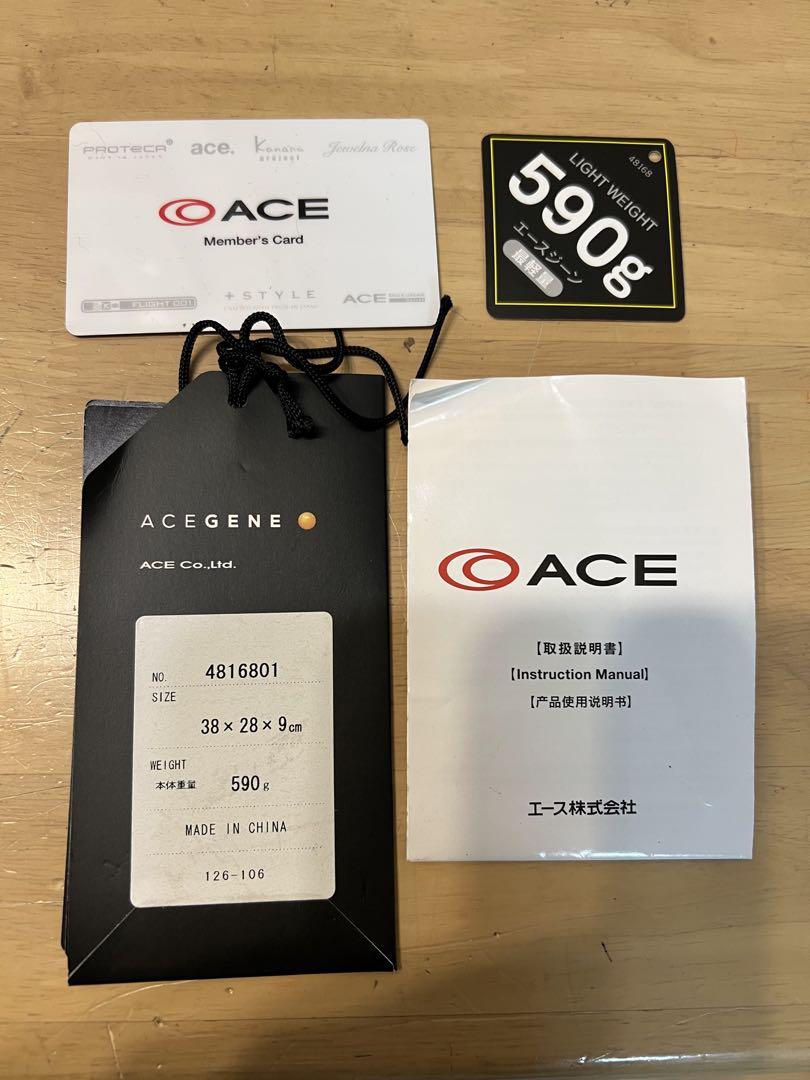 PROTECA
MADE IN JAPAN
ace.
Kanana
project
Jewelna Rose
ACE
Member's Card
FLIGHT 001
+STYLE
ACE
48168
LIGHT WEIGHT
590g
エースジーン
最軽量
ACEGENE
ACE Co.,Ltd.
NO. 4816801
SIZE
38×28×9cm
WEIGHT
本体重量 590g
MADE IN CHINA
126-106
ACE
【取扱説明書】
【Instruction Manual】
【产品使用说明书】
エース株式会社